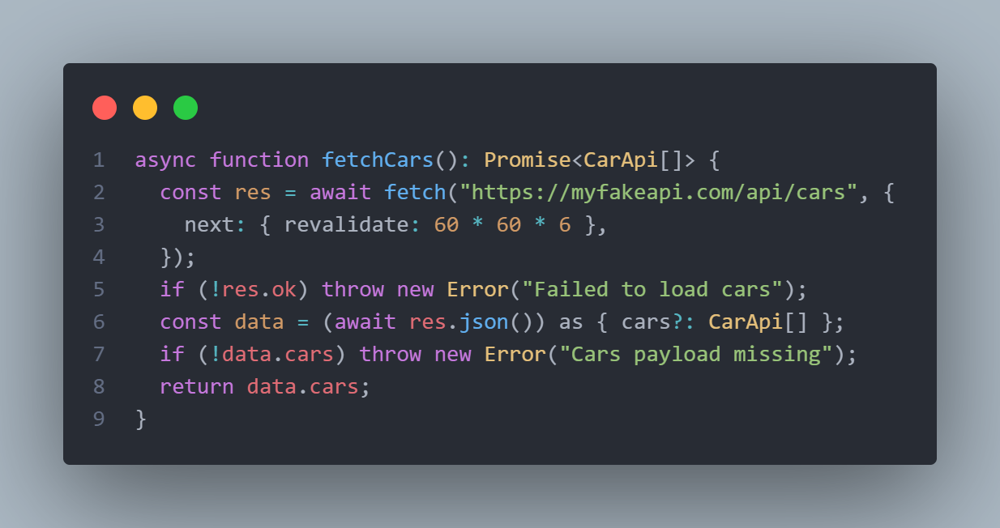 1 async function fetchCars(): Promise<CarApi[]> {
2   const res = await fetch("https://myfakeapi.com/api/cars", {
3     next: { revalidate: 60 * 60 * 6 },
4   });
5   if (!res.ok) throw new Error("Failed to load cars");
6   const data = (await res.json()) as { cars?: CarApi[] };
7   if (!data.cars) throw new Error("Cars payload missing");
8   return data.cars;
9 }